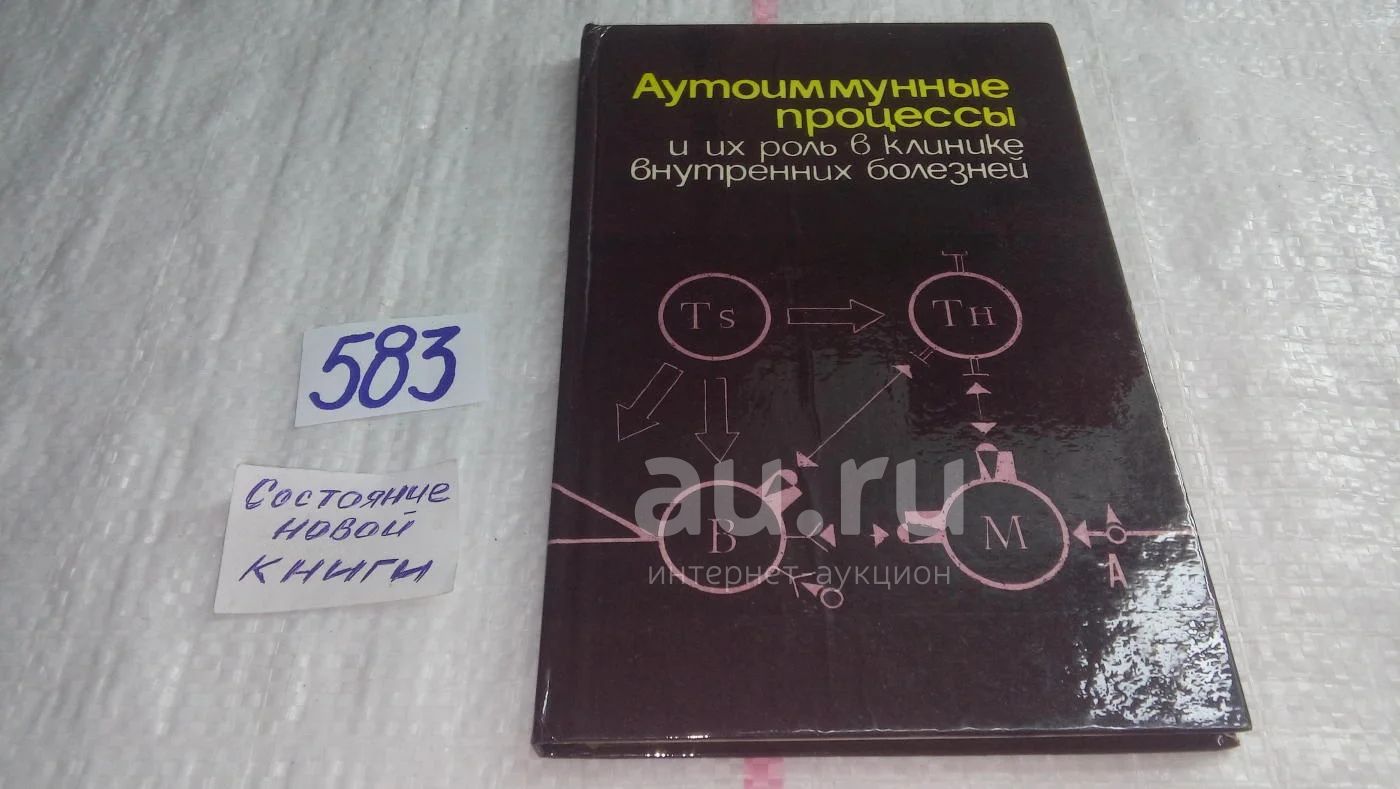 Аутоиммунные
процессы
и их роль в клинике
внутренних болезней
Ts
TH
B
M
A
583
Состояние
новой
книги
au.ru
интернет аукцион